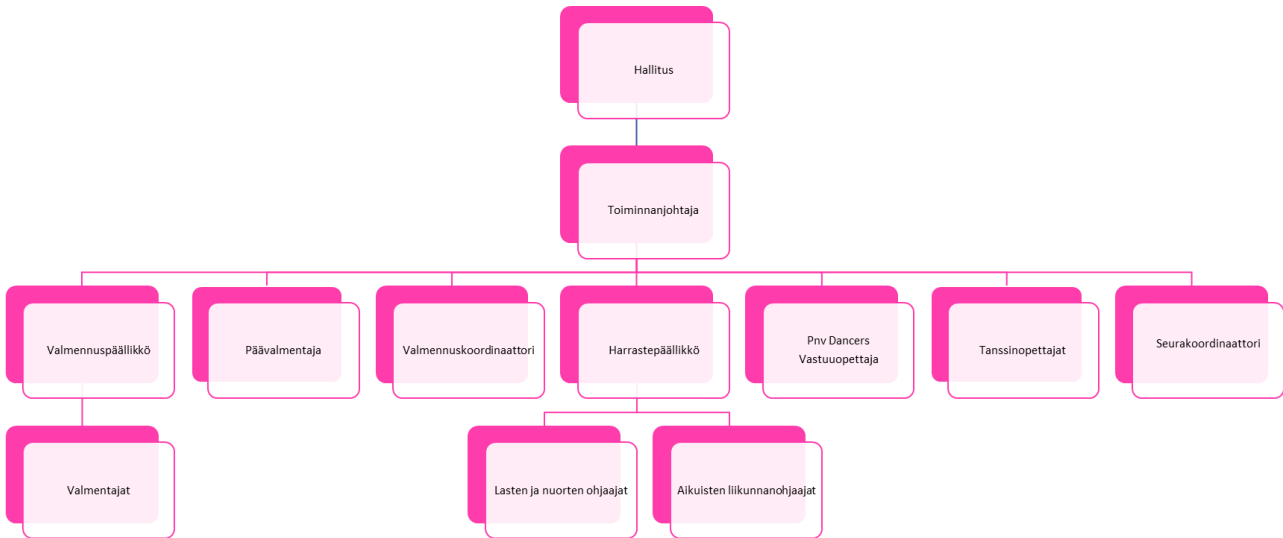 Hallitus
Toiminnanjohtaja
Valmennuspäällikkö
Päävalmentaja
Valmennuskoordinaattori
Harrastepäällikkö
Pnv Dancers
Vastuuopettaja
Tanssinopettajat
Seurakoordinaattori
Valmentajat
Lasten ja nuorten ohjaajat
Aikuisten liikunnanohjaajat